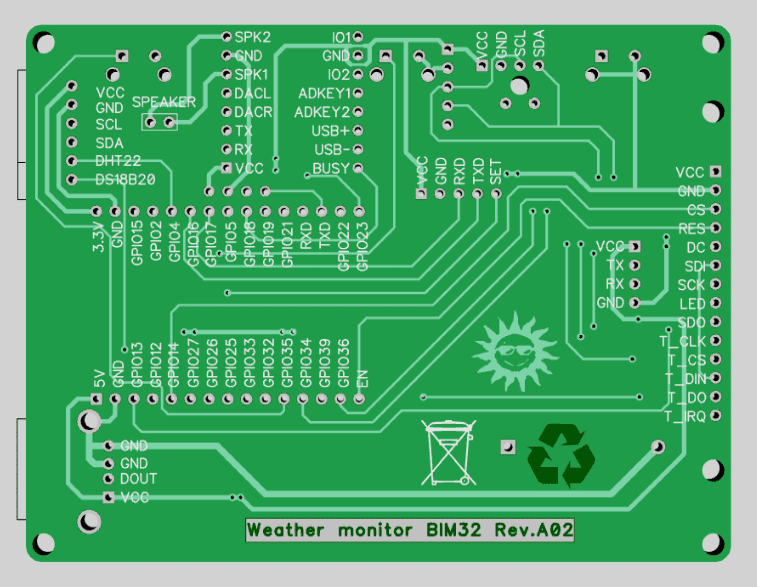 SPK2
GND
SPK1
DACL
DACR
TX
RX
VCC
IO1
GND
IO2
ADKEY1
ADKEY2
USB+
USB-
BUSY
VCC
GND
SCL
SDA
VCC
GND
SCL
SDA
DHT22
DS18B20
SPEAKER
VCC
GND
RXD
TXD
SET
VCC
GND
CS
RES
DC
SDI
SCK
LED
SDO
T_CLK
T_CS
T_DIN
T_DO
T_IRQ
VCC
TX
RX
GND
3.3V
GND
GPIO15
GPIO2
GPIO4
GPIO16
GPIO17
GPIO5
GPIO18
GPIO19
GPIO21
RXD
TXD
GPIO22
GPIO23
5V
GND
GPIO13
GPIO12
GPIO14
GPIO27
GPIO26
GPIO25
GPIO33
GPIO32
GPIO35
GPIO34
GPIO39
GPIO36
EN
GND
GND
DOUT
VCC
Weather monitor BIM32 Rev.A02